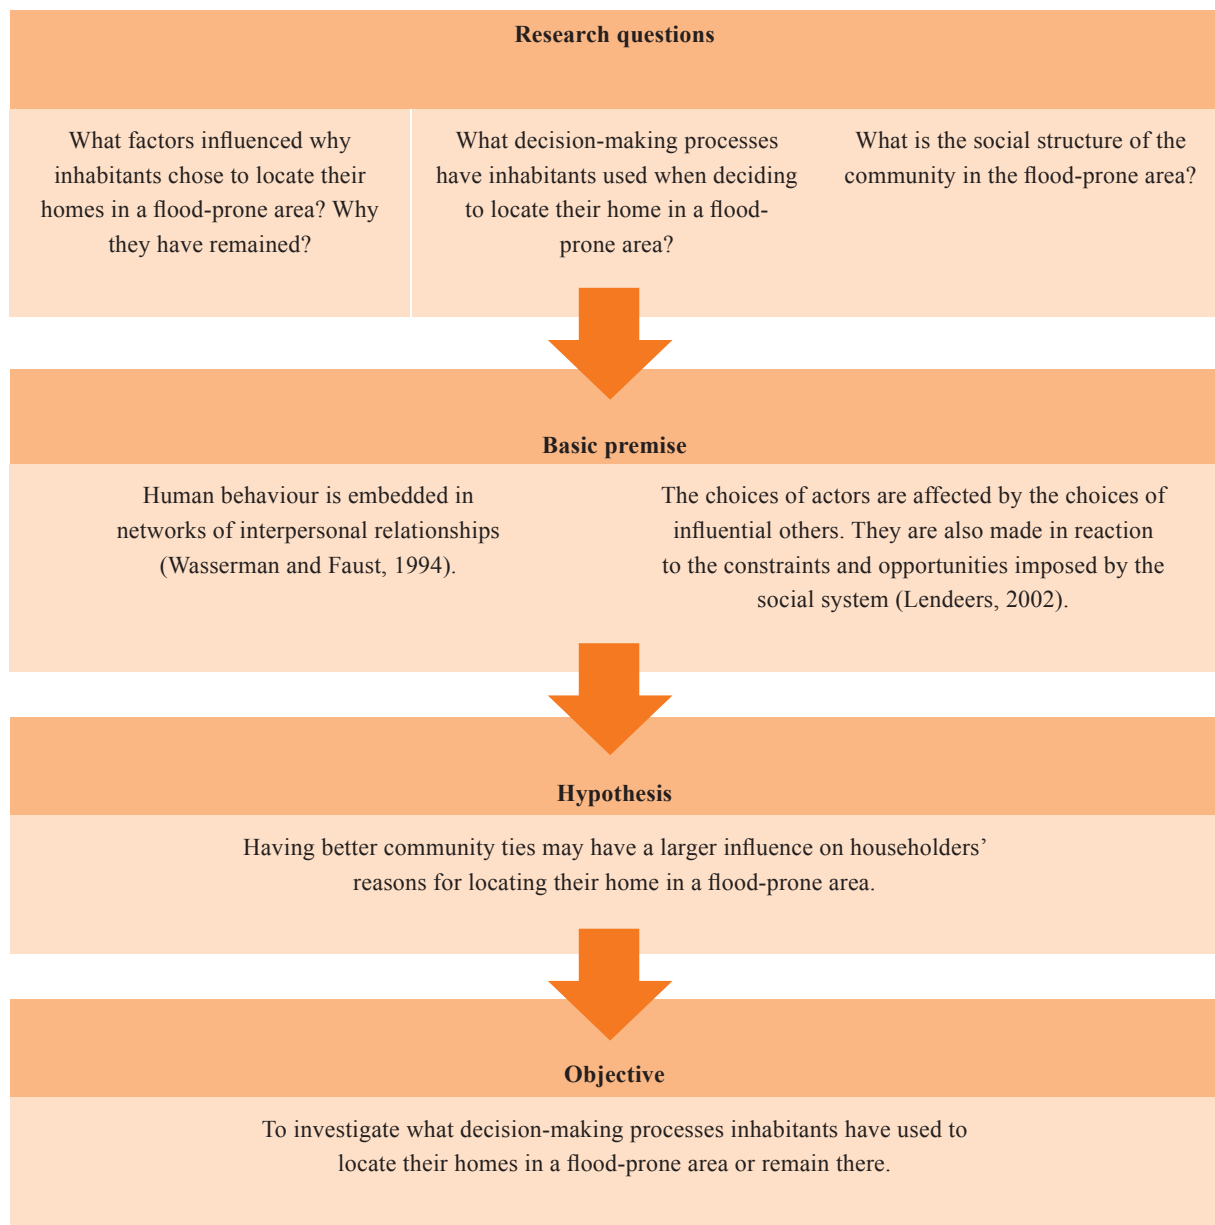 Research questions
What factors influenced why
inhabitants chose to locate their
homes in a flood-prone area? Why
they have remained?
What decision-making processes
have inhabitants used when deciding
to locate their home in a flood-
prone area?
What is the social structure of the
community in the flood-prone area?
Basic premise
Human behaviour is embedded in
networks of interpersonal relationships
(Wasserman and Faust, 1994).
The choices of actors are affected by the choices of
influential others. They are also made in reaction
to the constraints and opportunities imposed by the
social system (Lendeers, 2002).
Hypothesis
Having better community ties may have a larger influence on householders’
reasons for locating their home in a flood-prone area.
Objective
To investigate what decision-making processes inhabitants have used to
locate their homes in a flood-prone area or remain there.